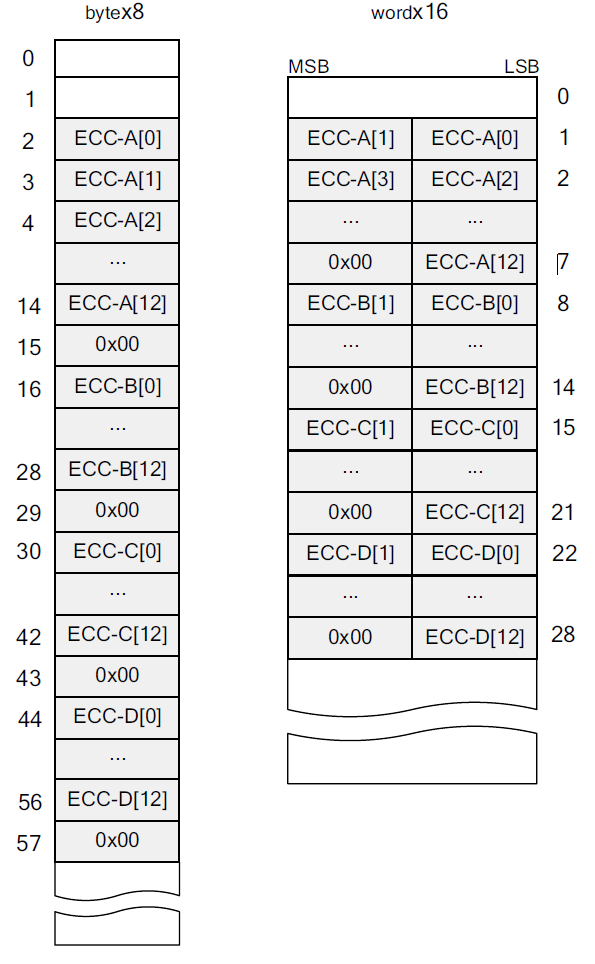 bytex8
0
1
2 ECC-A[0]
3 ECC-A[1]
4 ECC-A[2]
...
14 ECC-A[12]
15 0x00
16 ECC-B[0]
...
28 ECC-B[12]
29 0x00
30 ECC-C[0]
...
42 ECC-C[12]
43 0x00
44 ECC-D[0]
...
56 ECC-D[12]
57 0x00
wordx16
MSB LSB
0
ECC-A[1] ECC-A[0] 1
ECC-A[3] ECC-A[2] 2
... ...
0x00 ECC-A[12] 7
ECC-B[1] ECC-B[0] 8
... ...
0x00 ECC-B[12] 14
ECC-C[1] ECC-C[0] 15
... ...
0x00 ECC-C[12] 21
ECC-D[1] ECC-D[0] 22
... ...
0x00 ECC-D[12] 28